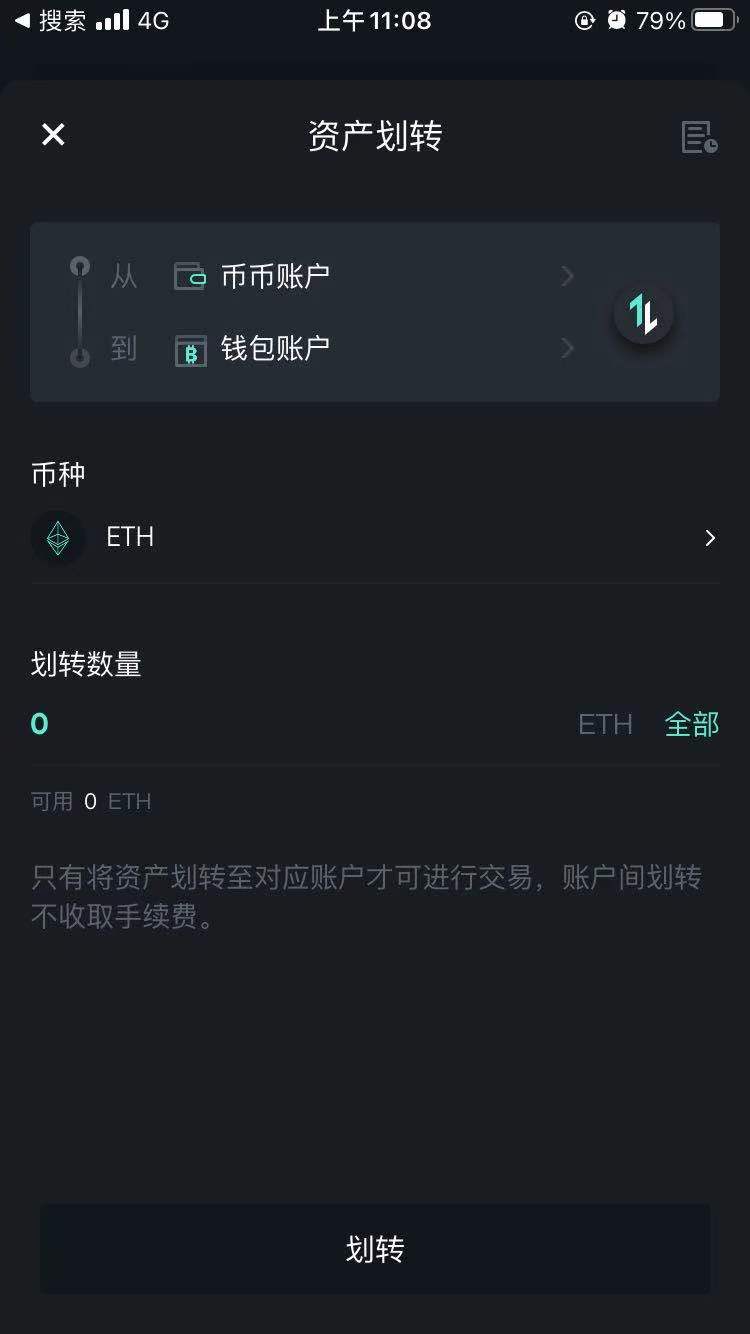 搜索 4G 上午11:08 79%
资产划转
从 币币账户
到 钱包账户
币种
ETH
划转数量
0 ETH 全部
可用 0 ETH
只有将资产划转至对应账户才可进行交易，账户间划转
不收取手续费。
划转